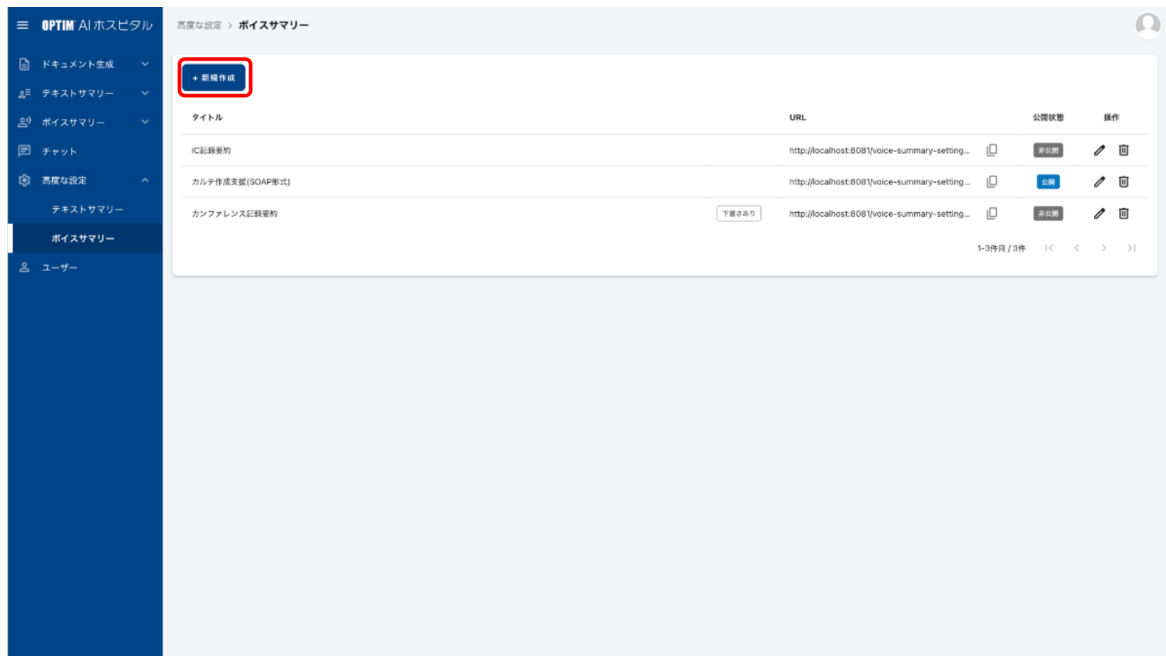 OPTIM AIホスピタル
高度な設定 > ボイスサマリー
ドキュメント生成
テキストサマリー
ボイスサマリー
チャット
高度な設定
テキストサマリー
ボイスサマリー
ユーザー
+ 新規作成
タイトル URL 公開状態 操作
IC記録要約 http://localhost:8081/voice-summary-setting... 非公開
カルテ作成支援(SOAP形式) http://localhost:8081/voice-summary-setting... 公開
カンファレンス記録要約 下書きあり http://localhost:8081/voice-summary-setting... 非公開
1-3件目 / 3件